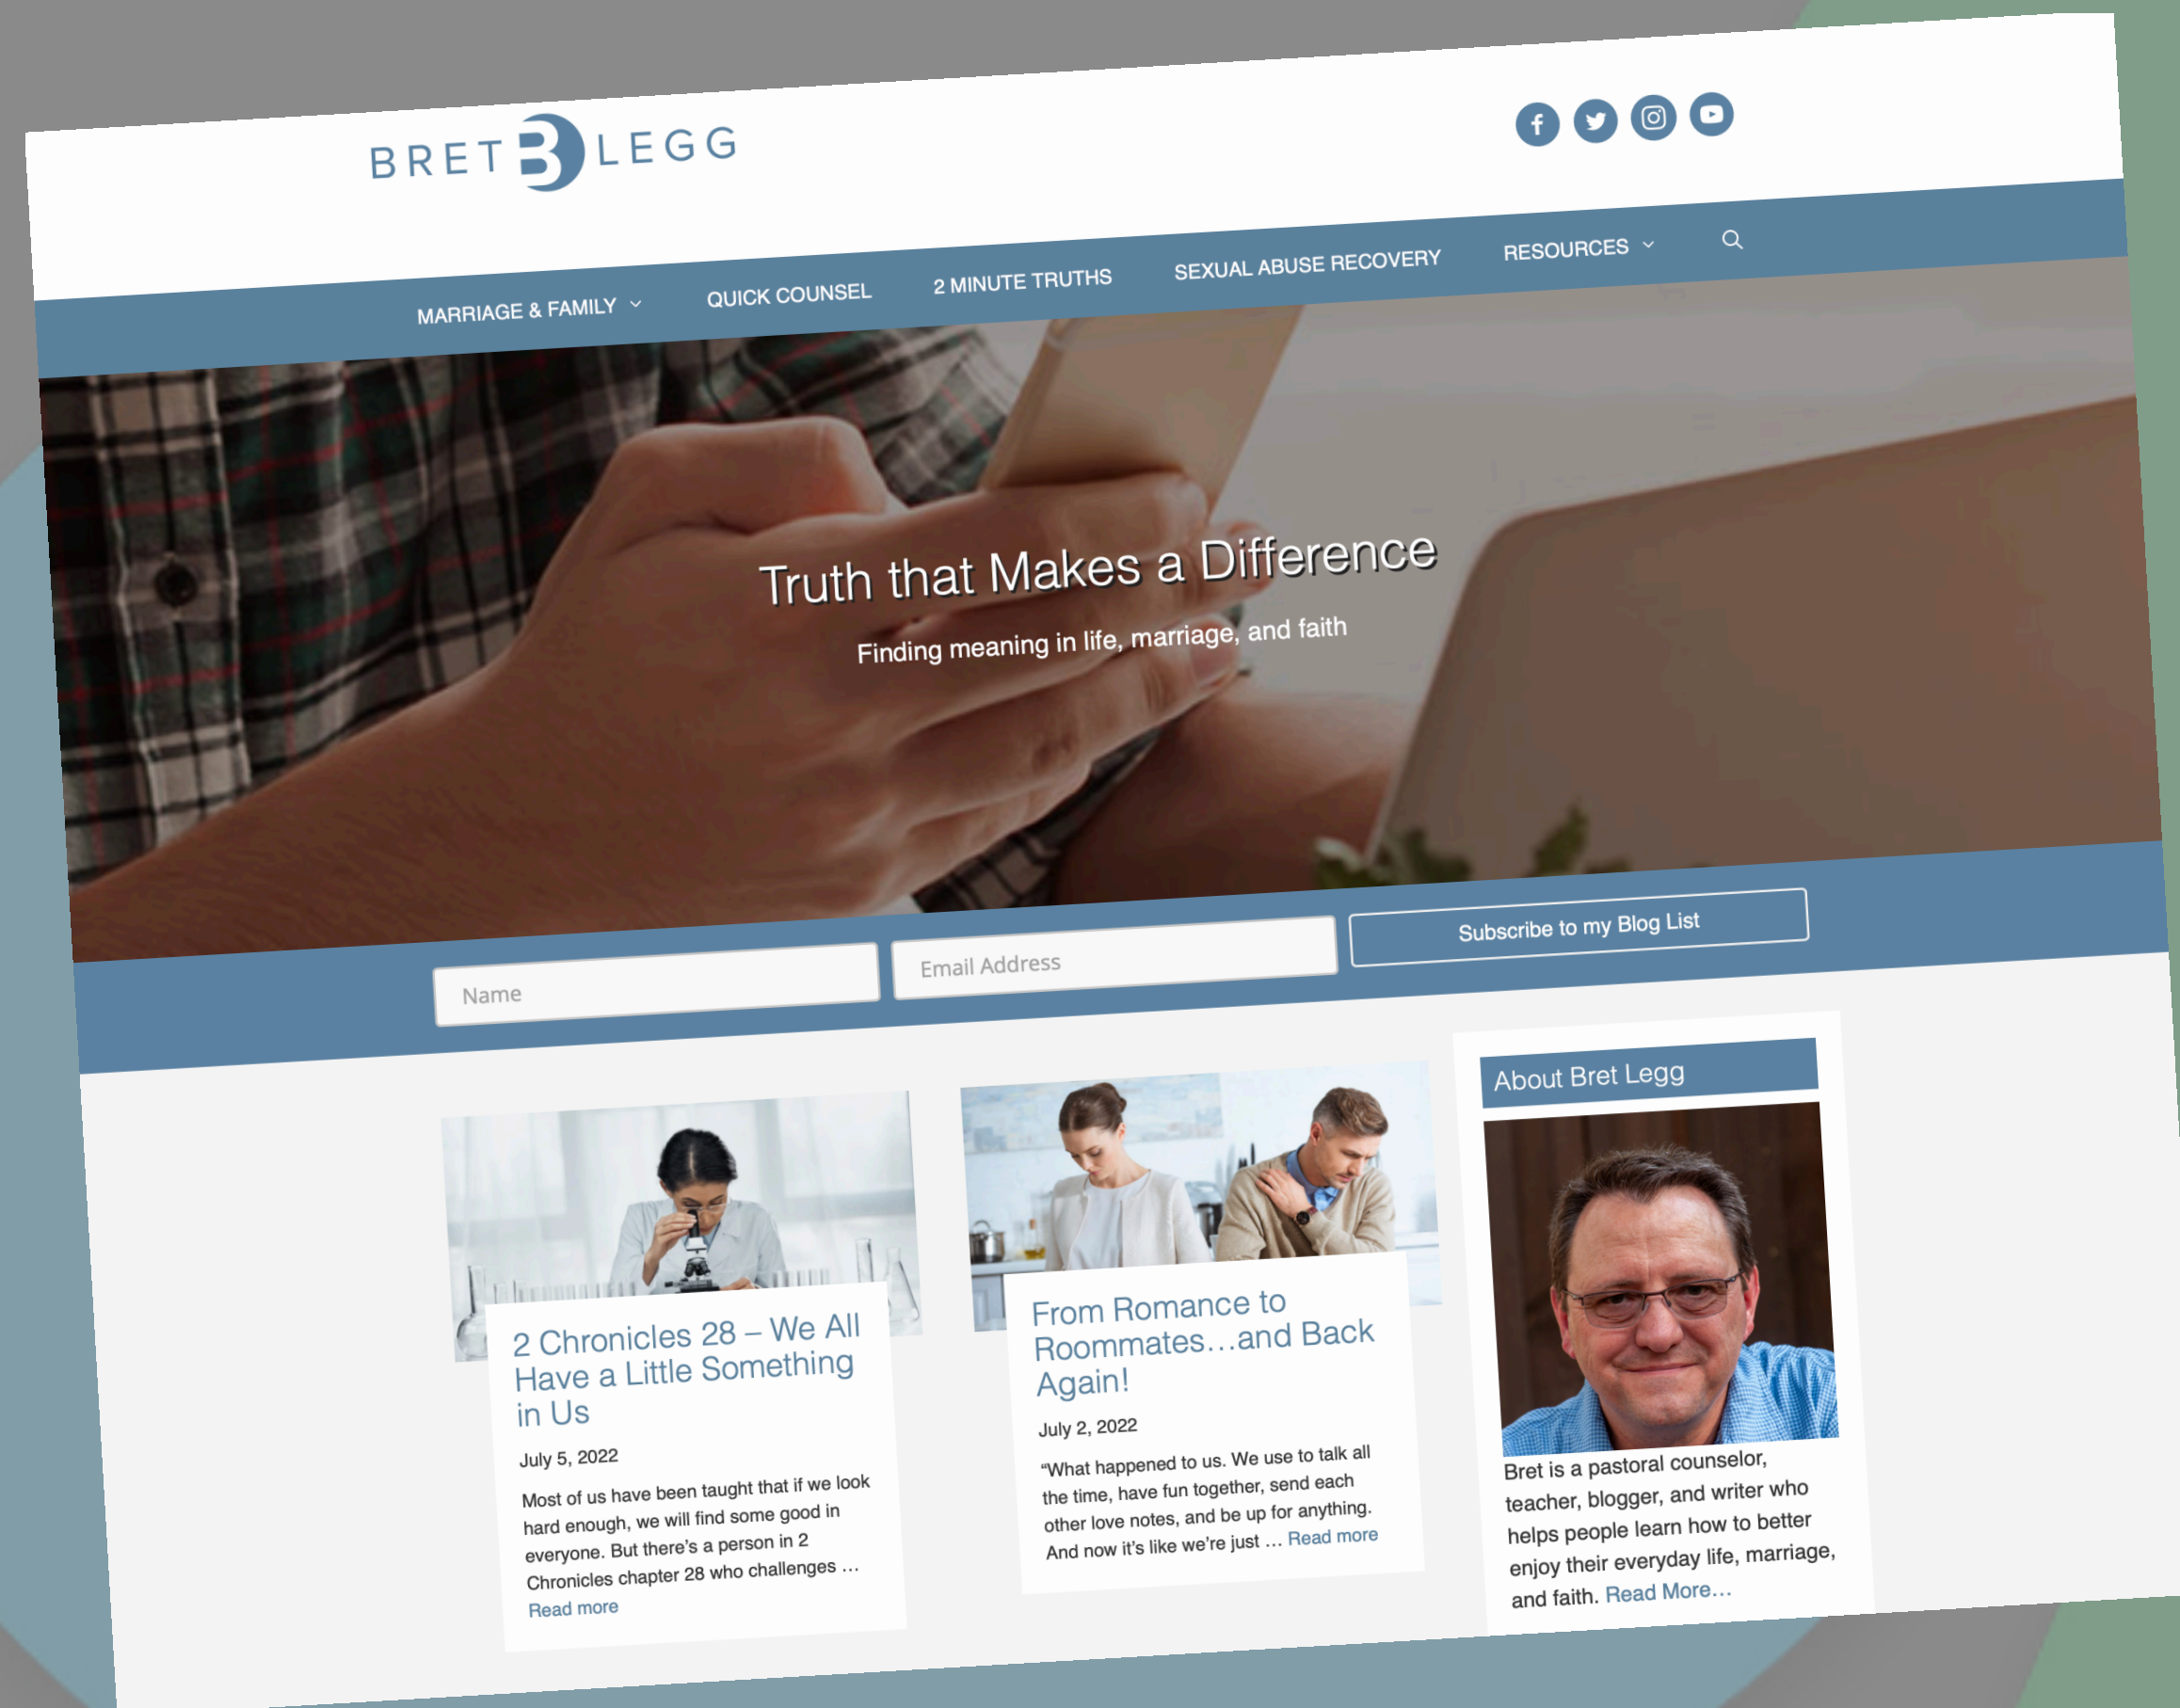 BRET B LEGG
MARRIAGE & FAMILY
QUICK COUNSEL
2 MINUTE TRUTHS
SEXUAL ABUSE RECOVERY
RESOURCES
Truth that Makes a Difference
Finding meaning in life, marriage, and faith
Name
Email Address
Subscribe to my Blog List
2 Chronicles 28 – We All
Have a Little Something
in Us
July 5, 2022
Most of us have been taught that if we look
hard enough, we will find some good in
everyone. But there’s a person in 2
Chronicles chapter 28 who challenges …
Read more
From Romance to
Roommates…and Back
Again!
July 2, 2022
“What happened to us. We use to talk all
the time, have fun together, send each
other love notes, and be up for anything.
And now it’s like we’re just … Read more
About Bret Legg
Bret is a pastoral counselor,
teacher, blogger, and writer who
helps people learn how to better
enjoy their everyday life, marriage,
and faith. Read More…